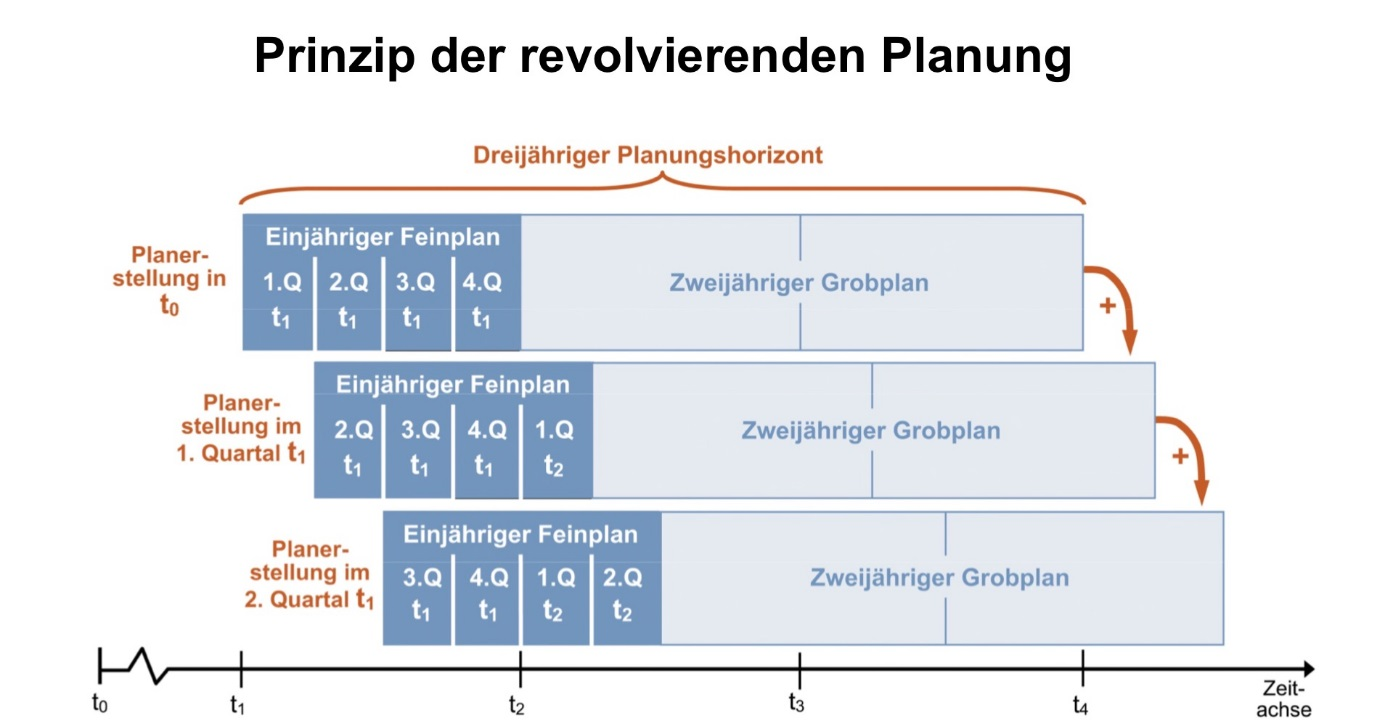 Prinzip der revolvierenden Planung
Dreijähriger Planungshorizont
Planer-
stellung in
t0
Einjähriger Feinplan
1.Q 2.Q 3.Q 4.Q
t1 t1 t1 t1
Zweijähriger Grobplan
+
Planer-
stellung im
1. Quartal t1
Einjähriger Feinplan
2.Q 3.Q 4.Q 1.Q
t1 t1 t1 t2
Zweijähriger Grobplan
+
Planer-
stellung im
2. Quartal t1
Einjähriger Feinplan
3.Q 4.Q 1.Q 2.Q
t1 t1 t2 t2
Zweijähriger Grobplan
t0 t1 t2 t3 t4
Zeit-
achse